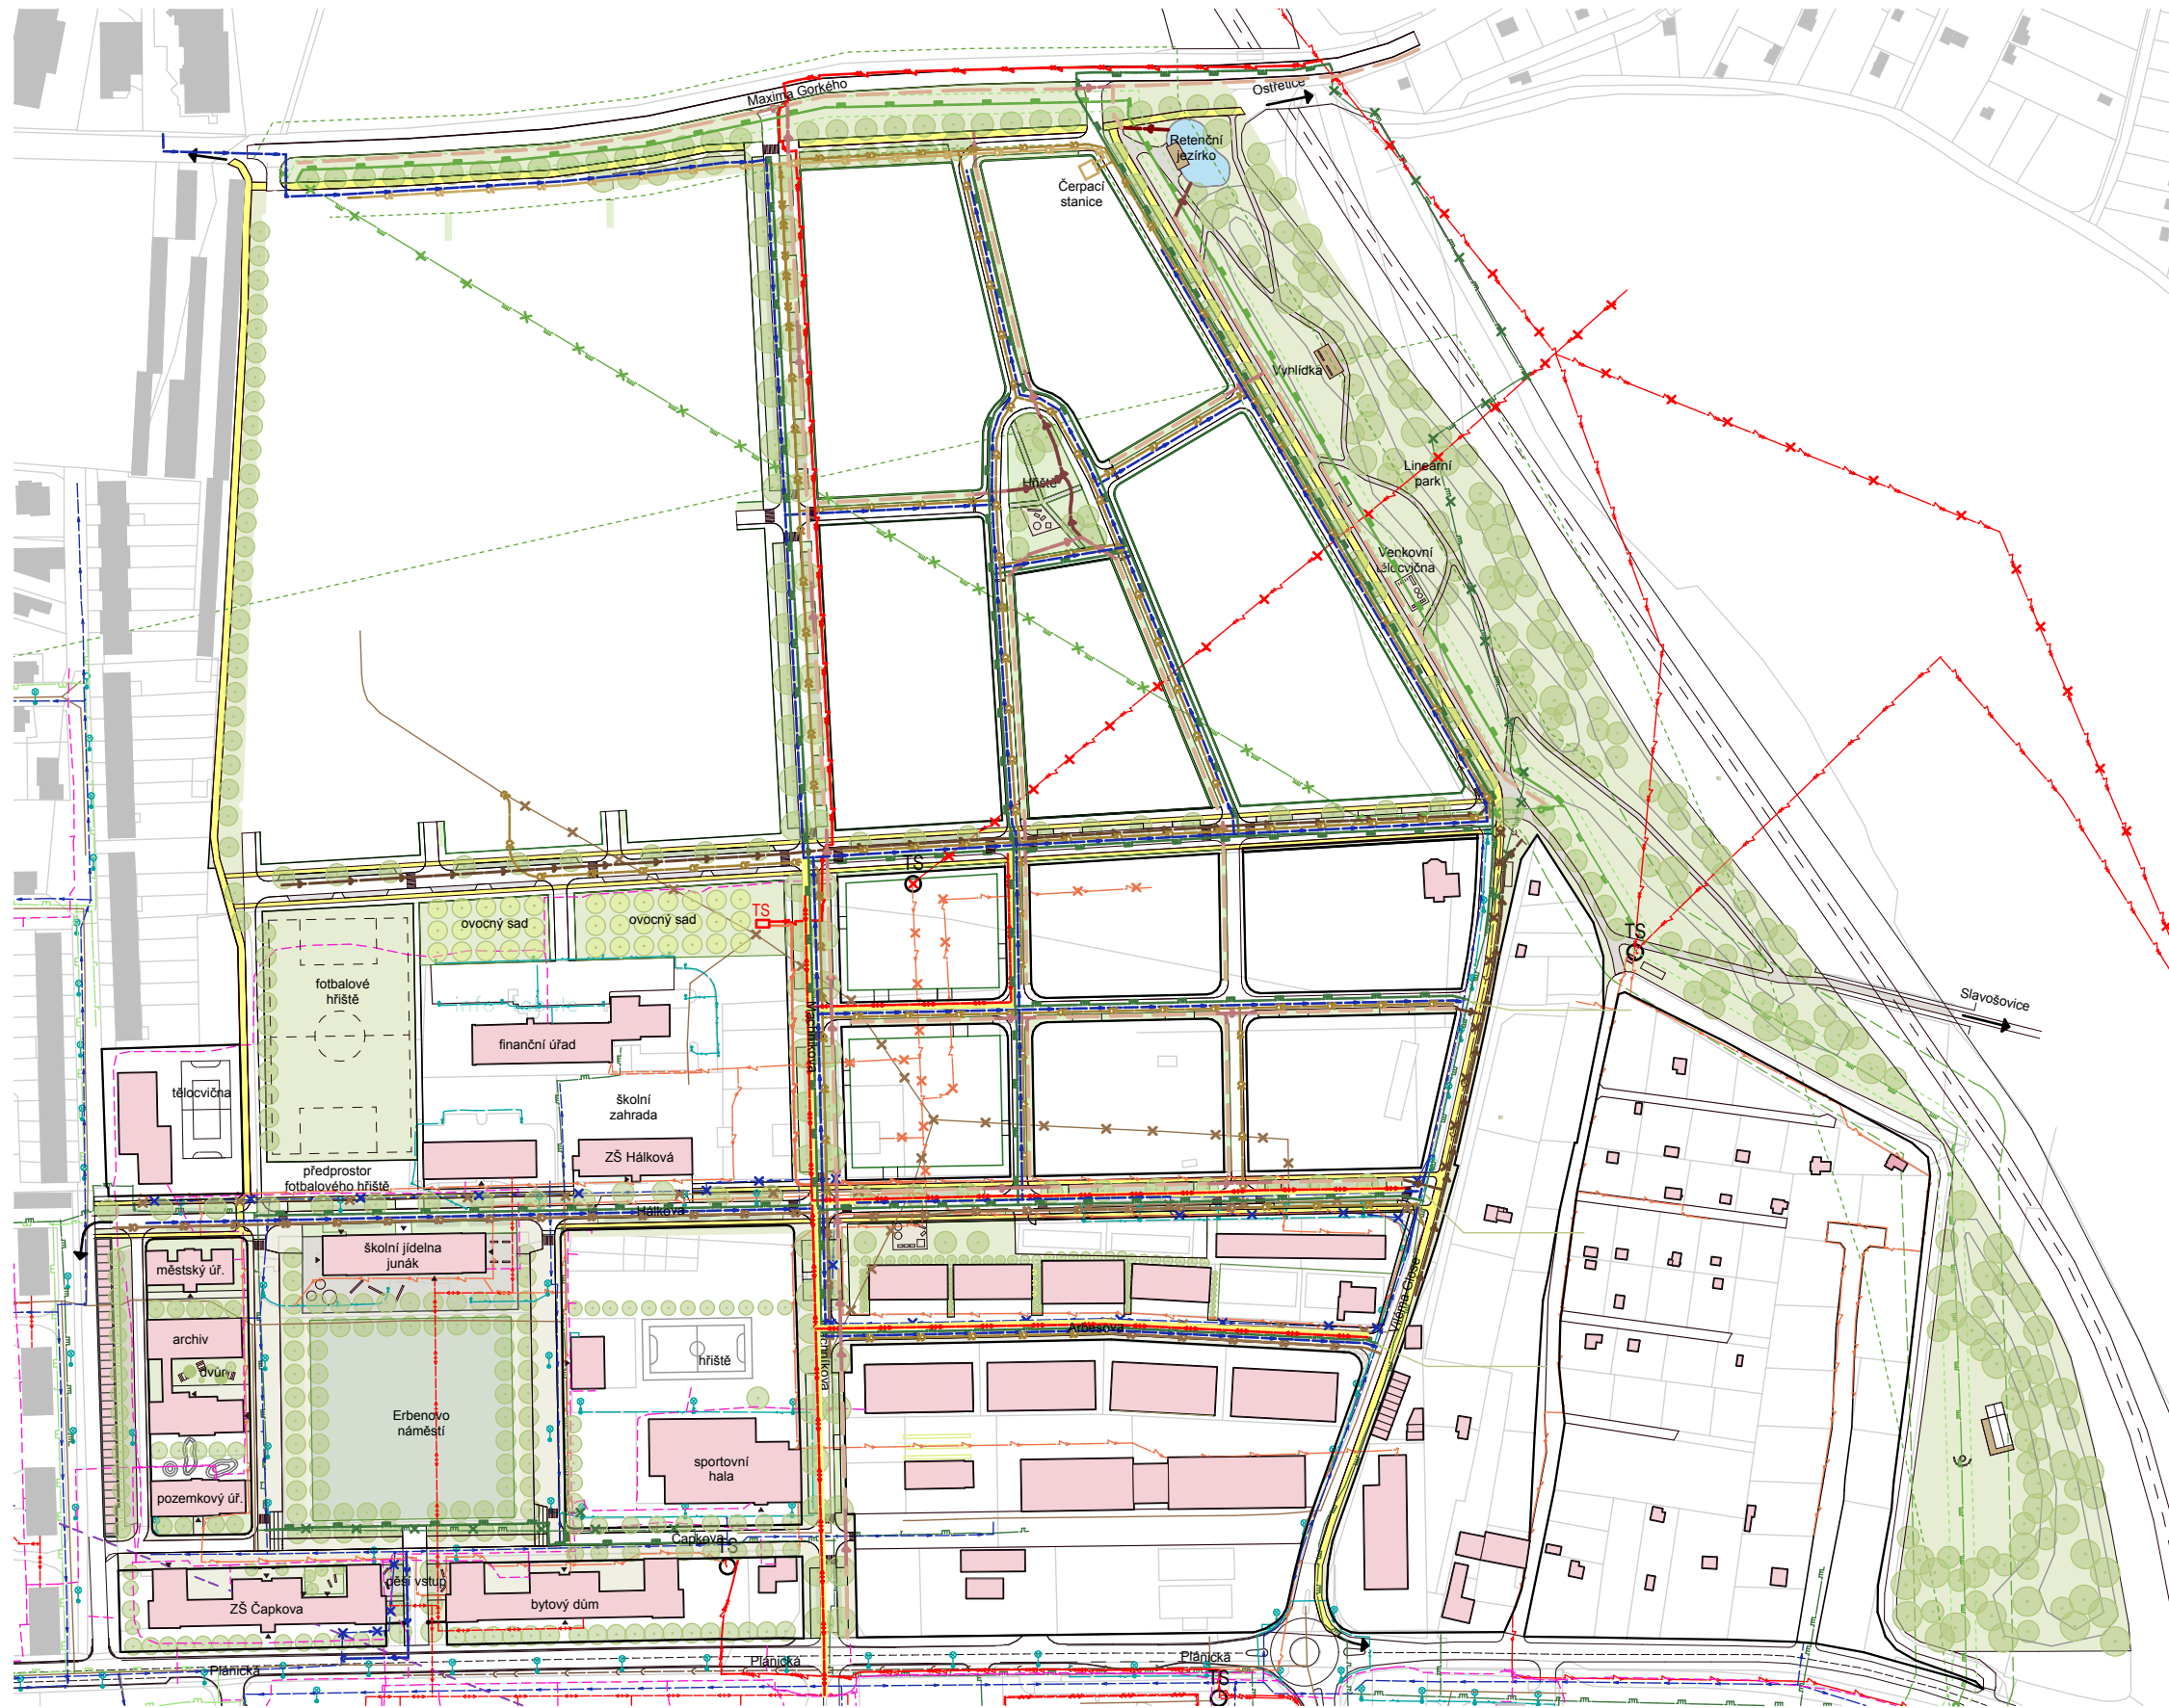 Maxima Gorkého
Ostřetice
Retenční
jezírko
Čerpací
stanice
Vyhlídka
Lineární
park
Hřiště
Venkovní
tělocvična
TS
TS
TS
ovocný sad
ovocný sad
fotbalové
hřiště
finanční úřad
Slavošovice
tělocvična
školní
zahrada
ZŠ Hálková
předprostor
fotbalového hřiště
Hálkova
školní jídelna
junák
městský úř.
archiv
dvůr
Arbesova
hřiště
Erbenovo
náměstí
sportovní
hala
pozemkový úř.
Čapkova
TS
pěší vstup
ZŠ Čapkova
bytový dům
Plánická
Plánická
Plánická
TS